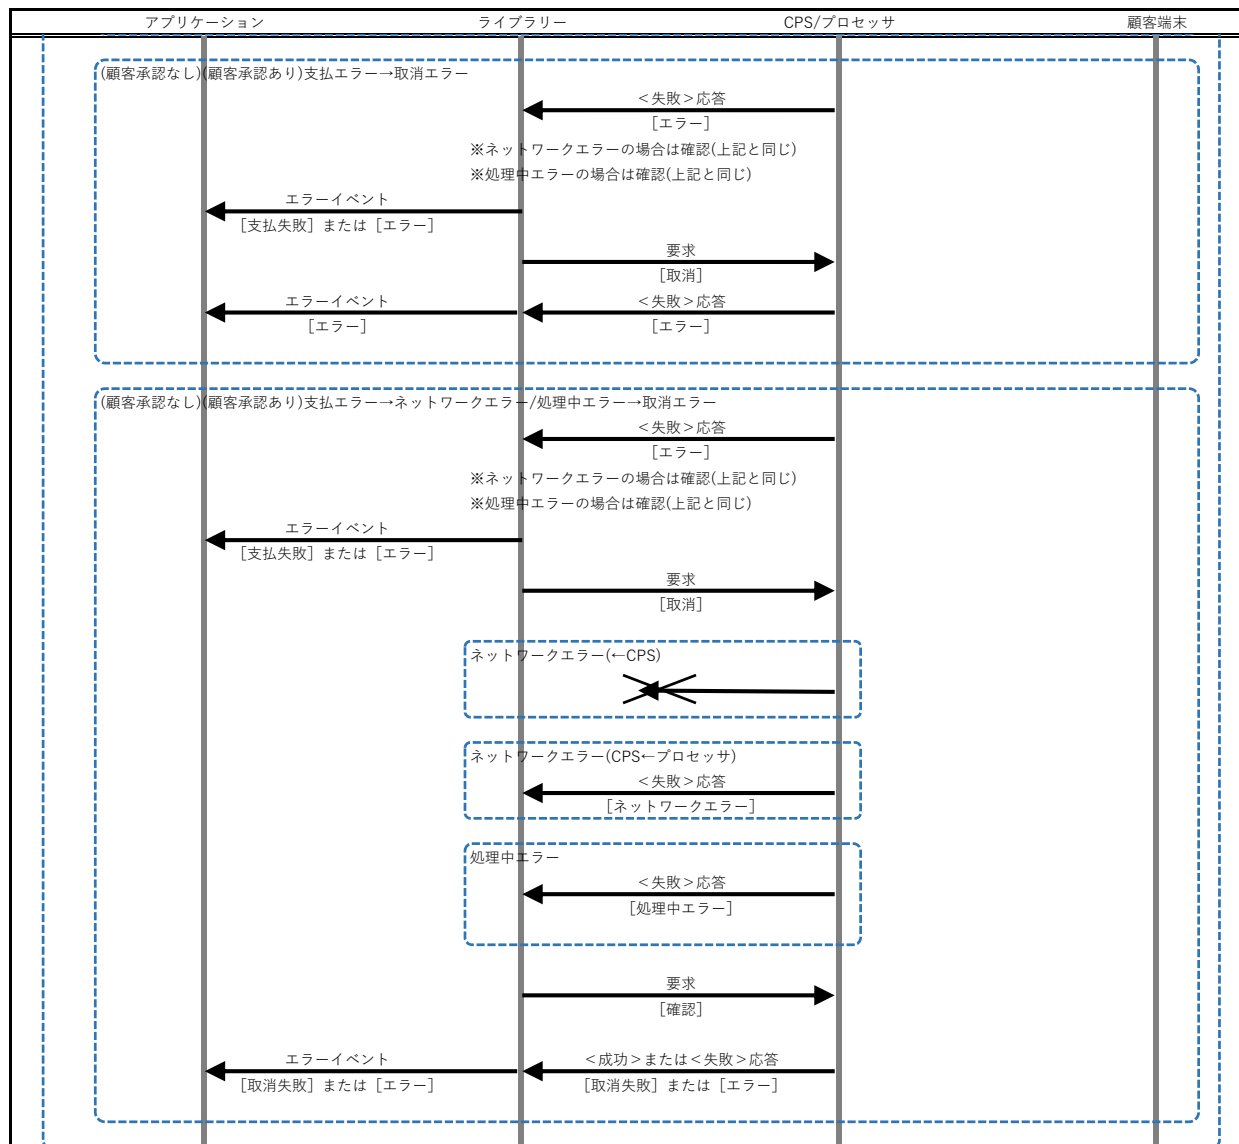 アプリケーション ライブラリー CPS/プロセッサ 顧客端末
(顧客承認なし)(顧客承認あり)支払エラー→取消エラー
＜失敗＞応答
［エラー］
※ネットワークエラーの場合は確認(上記と同じ)
※処理中エラーの場合は確認(上記と同じ)
エラーイベント
［支払失敗］または［エラー］
要求
［取消］
エラーイベント ＜失敗＞応答
［エラー］ ［エラー］
(顧客承認なし)(顧客承認あり)支払エラー→ネットワークエラー/処理中エラー→取消エラー
＜失敗＞応答
［エラー］
※ネットワークエラーの場合は確認(上記と同じ)
※処理中エラーの場合は確認(上記と同じ)
エラーイベント
［支払失敗］または［エラー］
要求
［取消］
ネットワークエラー(←CPS)
ネットワークエラー(CPS←プロセッサ)
＜失敗＞応答
［ネットワークエラー］
処理中エラー
＜失敗＞応答
［処理中エラー］
要求
［確認］
エラーイベント ＜成功＞または＜失敗＞応答
［取消失敗］または［エラー］ ［取消失敗］または［エラー］